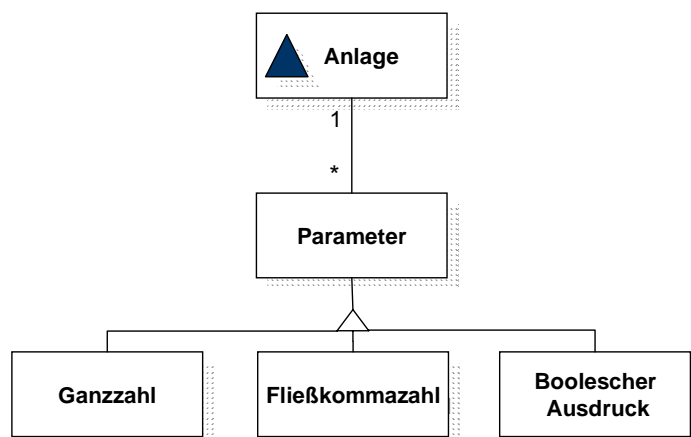 Anlage
1
*
Parameter
Ganzzahl
Fließkommazahl
Boolescher
Ausdruck